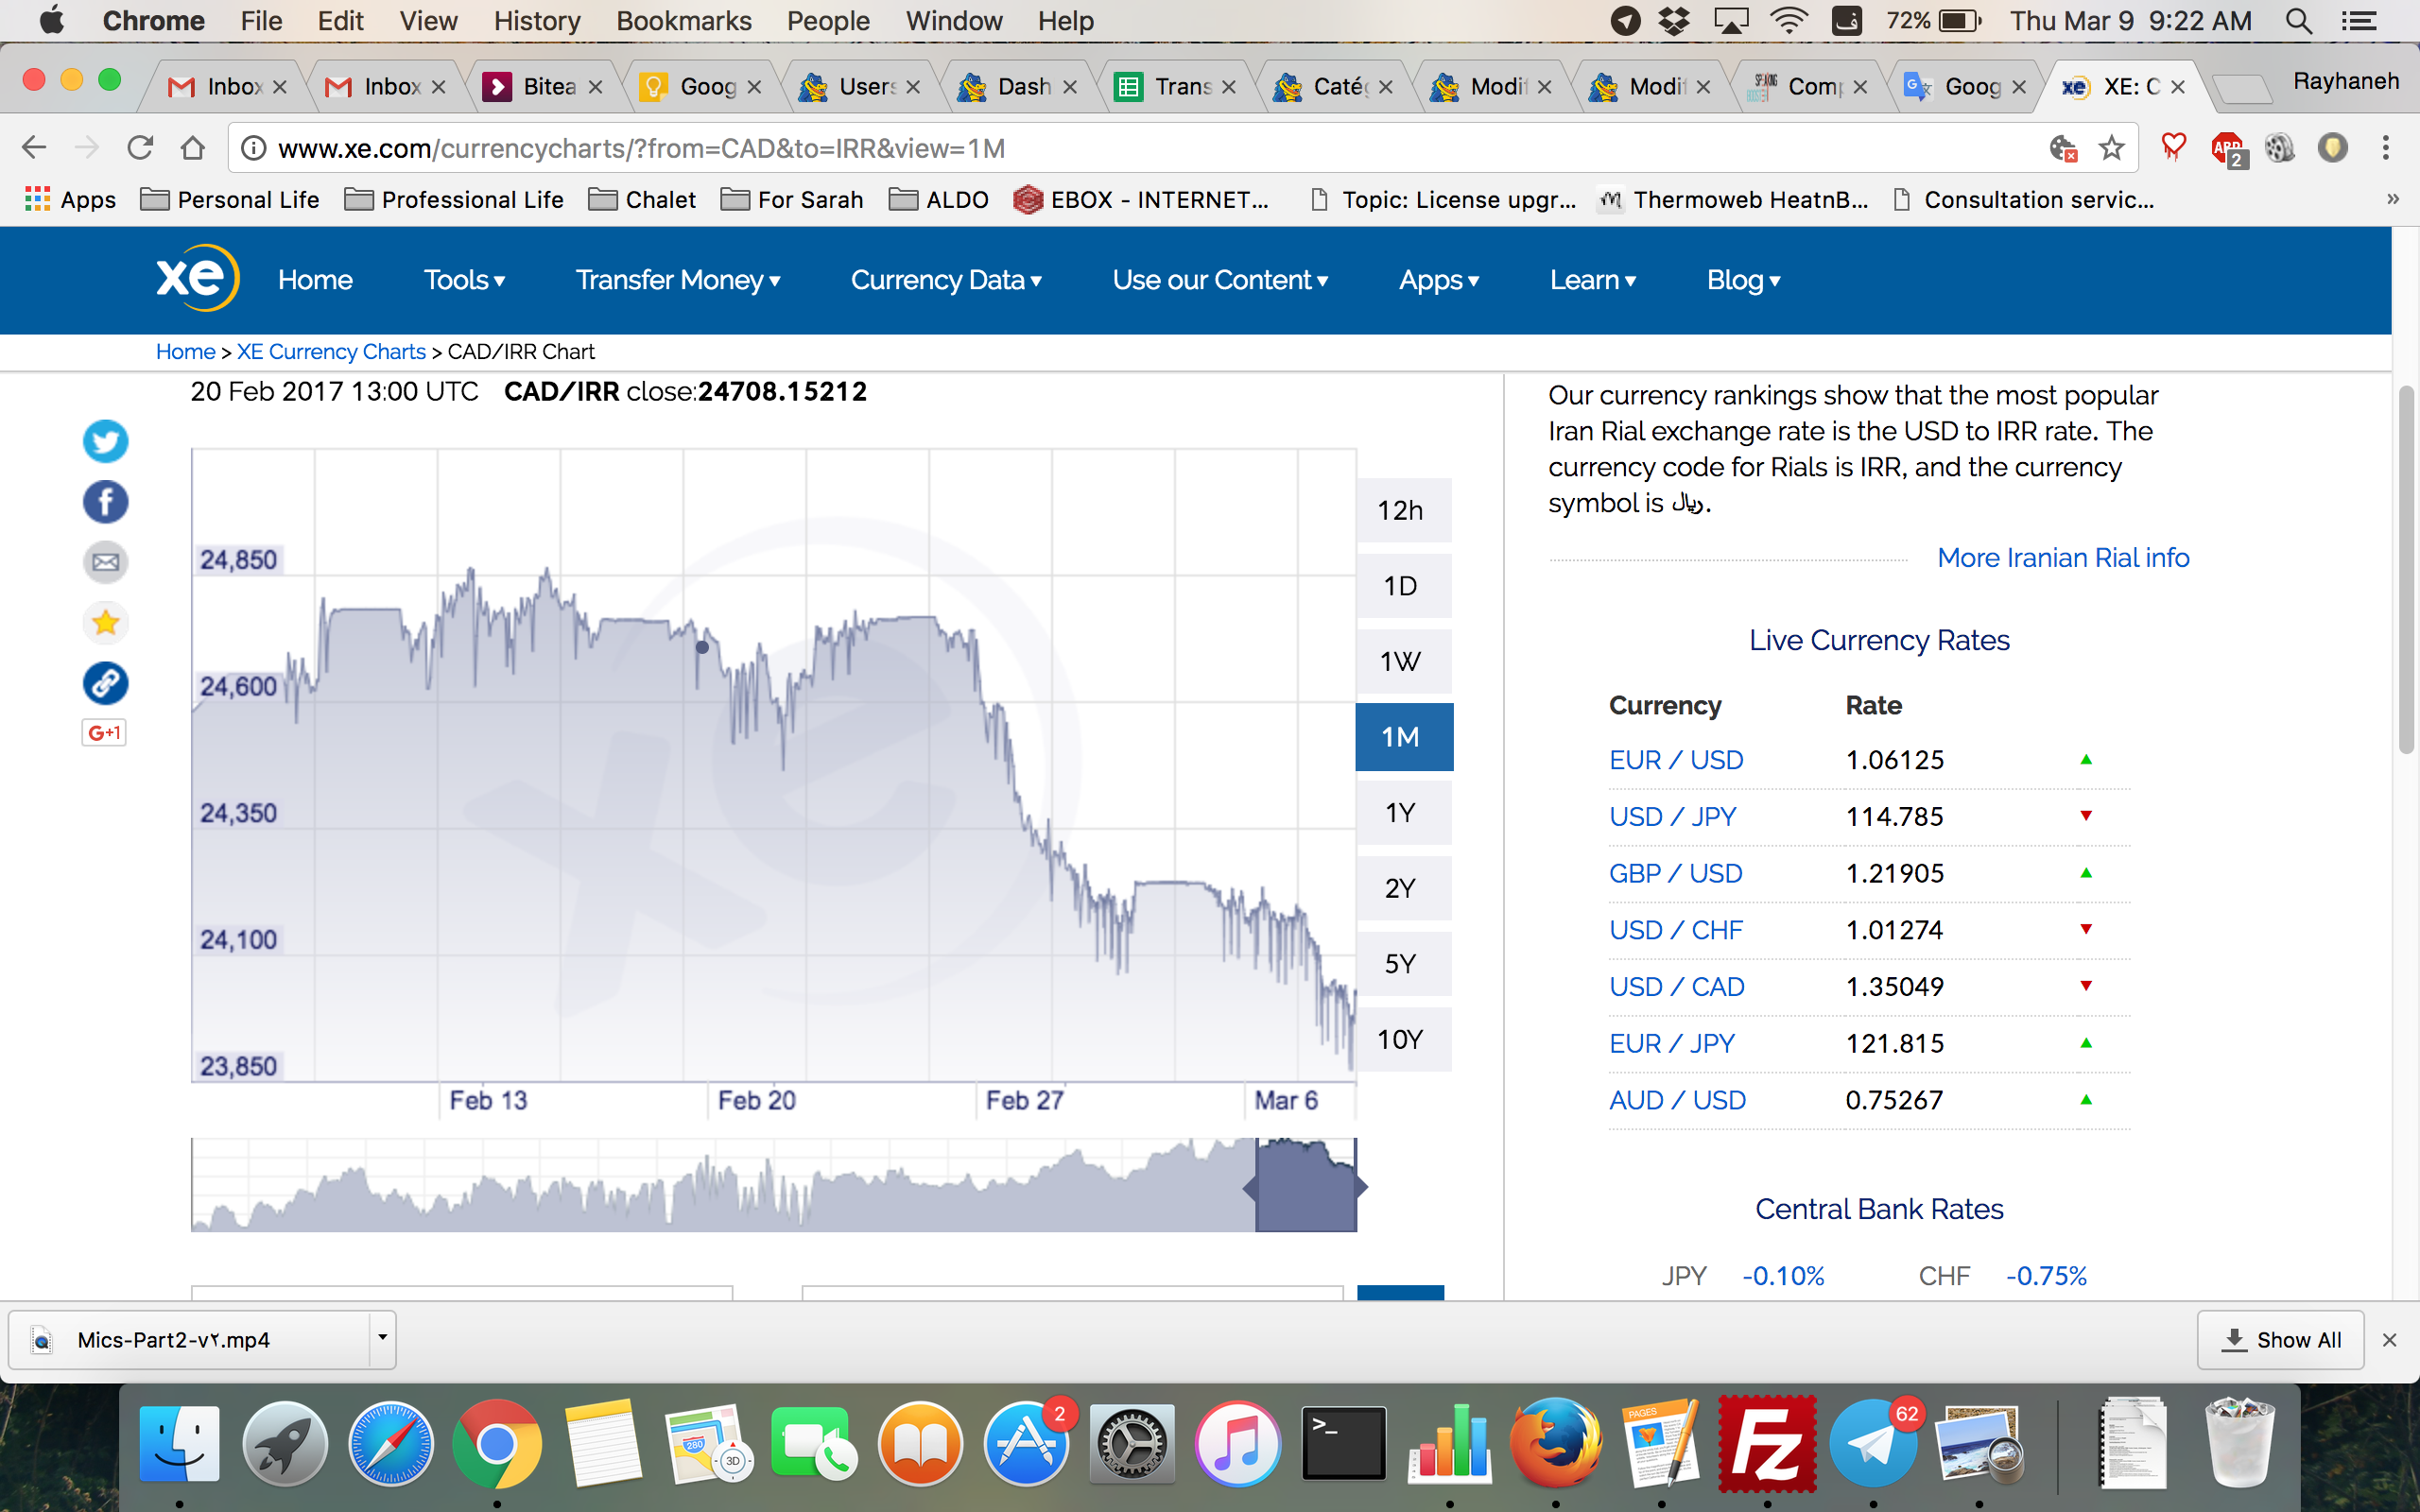 Chrome File Edit View History Bookmarks People Window Help ف 72% Thu Mar 9 9:22 AM
Inbox Inbox Bitea Goog Users Dash Trans Catég Modif Modif Comp Goog XE: C Rayhaneh
www.xe.com/currencycharts/?from=CAD&to=IRR&view=1M
ABP 2
Apps Personal Life Professional Life Chalet For Sarah ALDO EBOX - INTERNET... Topic: License upgr... Thermoweb HeatnB... Consultation servic... »
xe Home Tools▾ Transfer Money▾ Currency Data▾ Use our Content▾ Apps▾ Learn▾ Blog▾
Home > XE Currency Charts > CAD/IRR Chart
20 Feb 2017 13:00 UTC CAD/IRR close:24708.15212
24,850
24,600
24,350
24,100
23,850
Feb 13 Feb 20 Feb 27 Mar 6
xe
12h
1D
1W
1M
1Y
2Y
5Y
10Y
G+1
Our currency rankings show that the most popular
Iran Rial exchange rate is the USD to IRR rate. The
currency code for Rials is IRR, and the currency
symbol is ﷼.
More Iranian Rial info
Live Currency Rates
Currency Rate
EUR / USD 1.06125 ▲
USD / JPY 114.785 ▼
GBP / USD 1.21905 ▲
USD / CHF 1.01274 ▼
USD / CAD 1.35049 ▼
EUR / JPY 121.815 ▲
AUD / USD 0.75267 ▲
Central Bank Rates
JPY -0.10% CHF -0.75%
Mics-Part2-v۲.mp4
Show All
280
3D
2
>_
PAGES
Fz
62